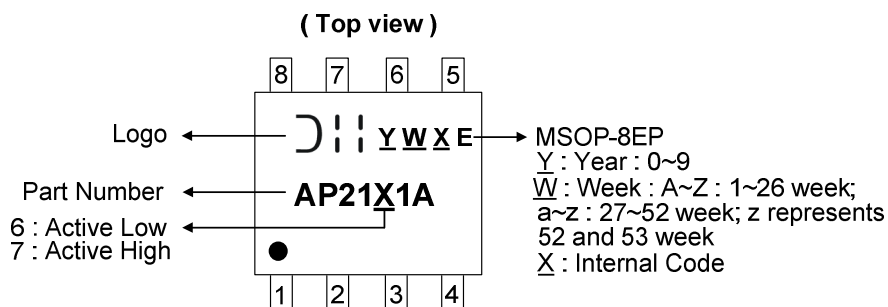 ( Top view )
8 7 6 5
Logo
Y W X E
MSOP-8EP
Y : Year : 0~9
W : Week : A~Z : 1~26 week;
a~z : 27~52 week; z represents
52 and 53 week
X : Internal Code
Part Number
AP21X1A
6 : Active Low
7 : Active High
1 2 3 4